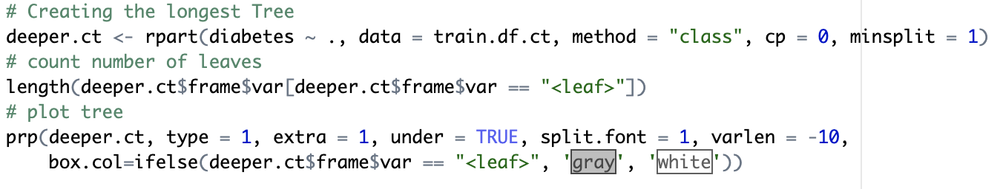 # Creating the longest Tree
deeper.ct <- rpart(diabetes ~ ., data = train.df.ct, method = "class", cp = 0, minsplit = 1)
# count number of leaves
length(deeper.ct$frame$var[deeper.ct$frame$var == "<leaf>"])
# plot tree
prp(deeper.ct, type = 1, extra = 1, under = TRUE, split.font = 1, varlen = -10,
    box.col=ifelse(deeper.ct$frame$var == "<leaf>", 'gray', 'white'))